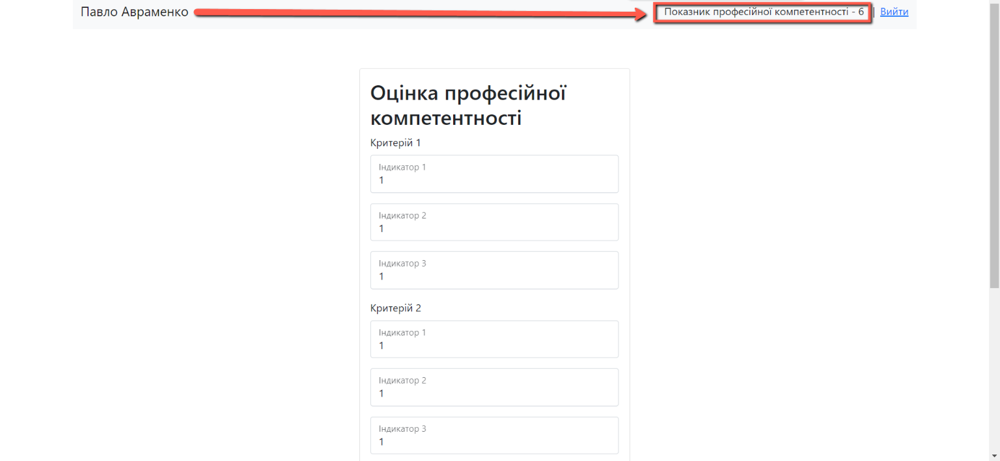 Павло Авраменко
Показник професійної компетентності - 6 | Вийти
Оцінка професійної
компетентності
Критерій 1
Індикатор 1
1
Індикатор 2
1
Індикатор 3
1
Критерій 2
Індикатор 1
1
Індикатор 2
1
Індикатор 3
1